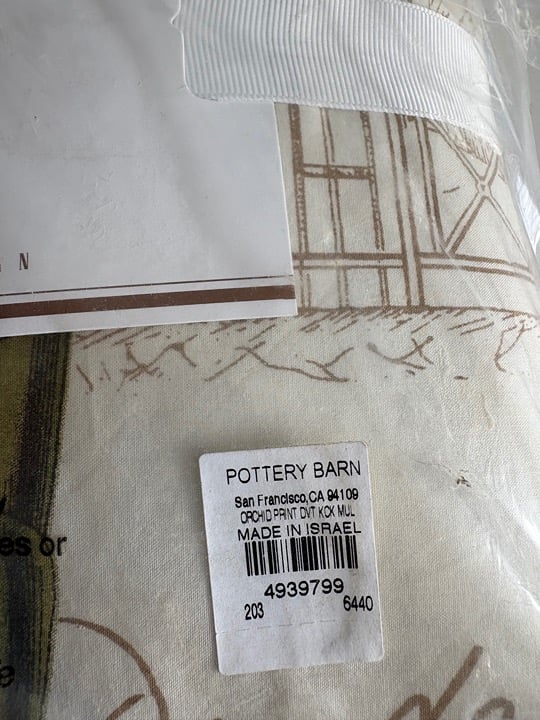 N
POTTERY BARN
San Francisco, CA 94109
ORCHID PRINT DVT KCK MUL
MADE IN ISRAEL
4939799
203 6440
es or